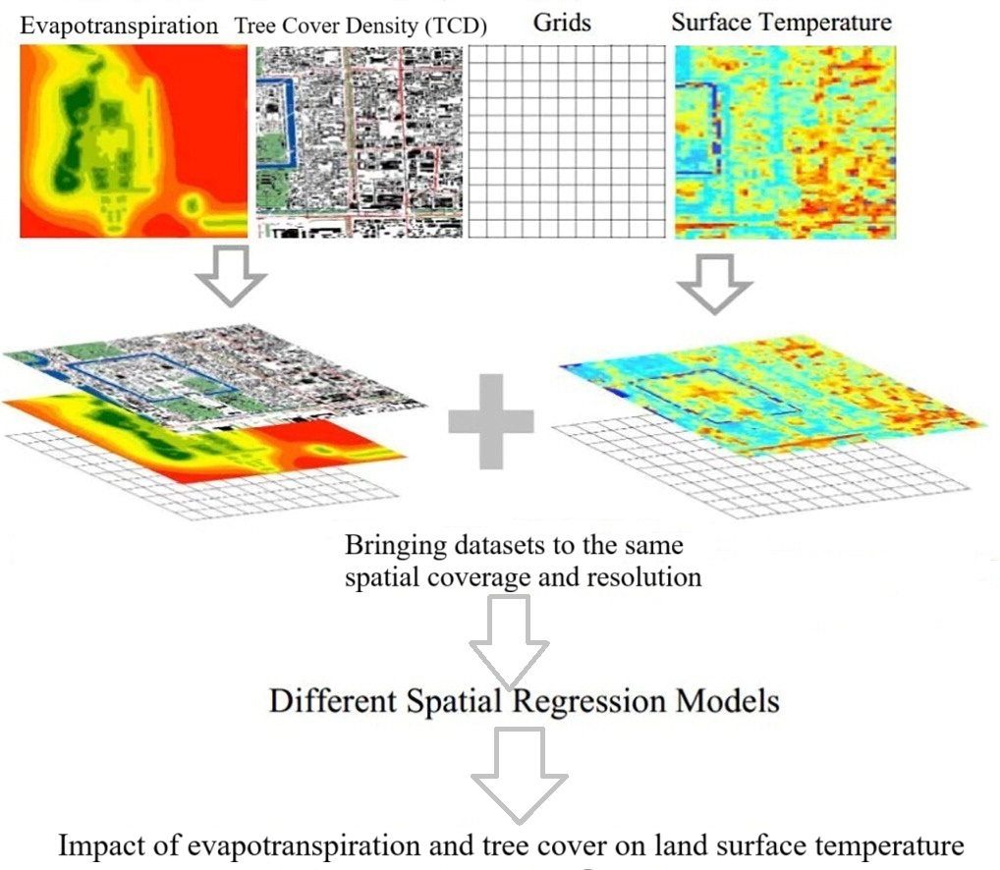 Evapotranspiration Tree Cover Density (TCD) Grids Surface Temperature
Bringing datasets to the same
spatial coverage and resolution
Different Spatial Regression Models
Impact of evapotranspiration and tree cover on land surface temperature